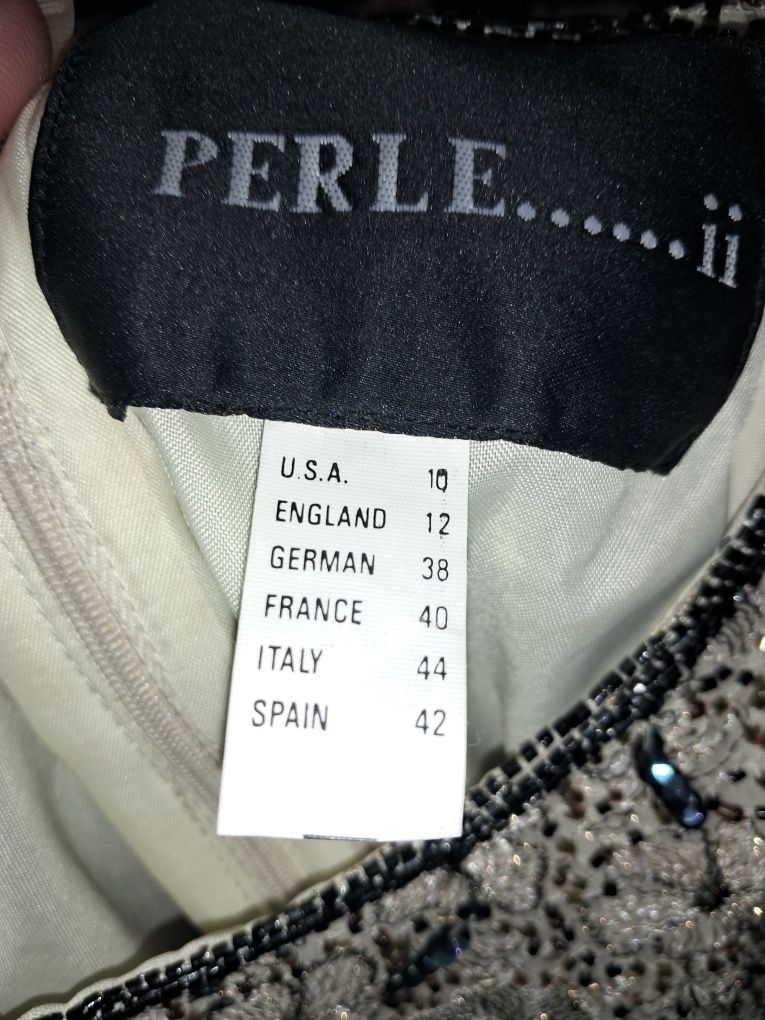 PERLE......ii
U.S.A. 10
ENGLAND 12
GERMAN 38
FRANCE 40
ITALY 44
SPAIN 42